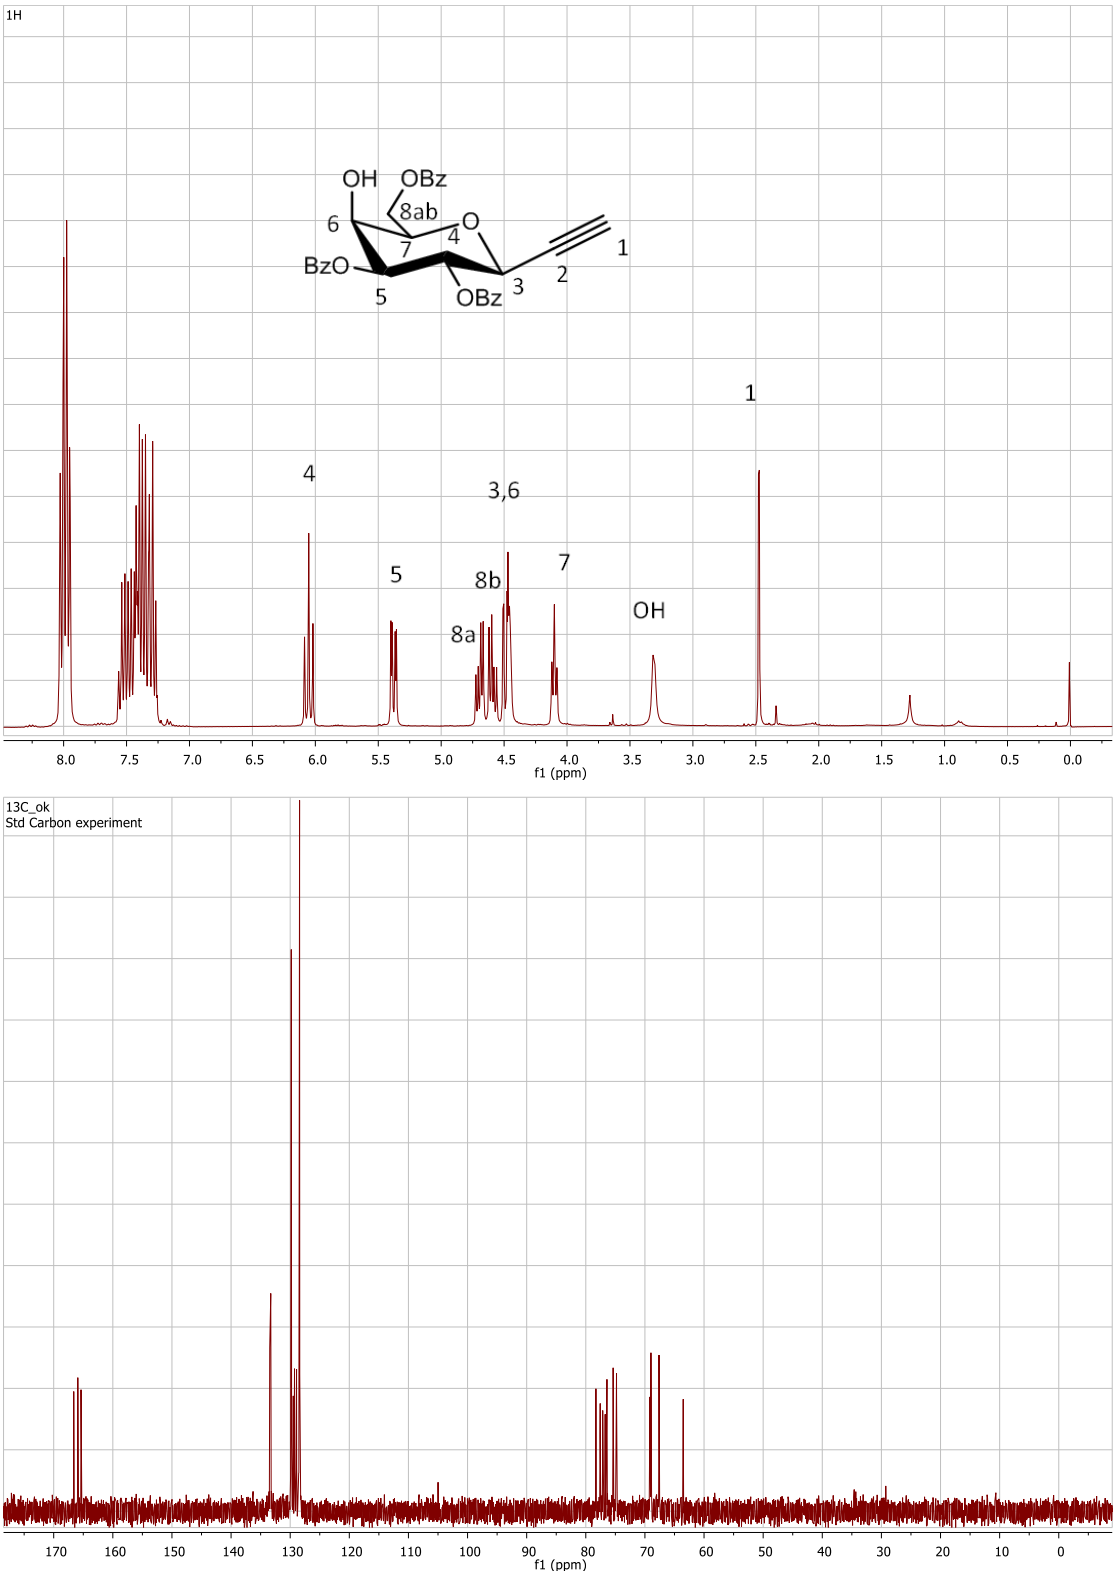 1H
OH
OBz
8ab
6
O
4
7
1
BzO
2
3
5
OBz
1
4
3,6
7
5
8b
OH
8a
8.0 7.5 7.0 6.5 6.0 5.5 5.0 4.5 4.0 3.5 3.0 2.5 2.0 1.5 1.0 0.5 0.0
f1 (ppm)
13C_ok
Std Carbon experiment
170 160 150 140 130 120 110 100 90 80 70 60 50 40 30 20 10 0
f1 (ppm)